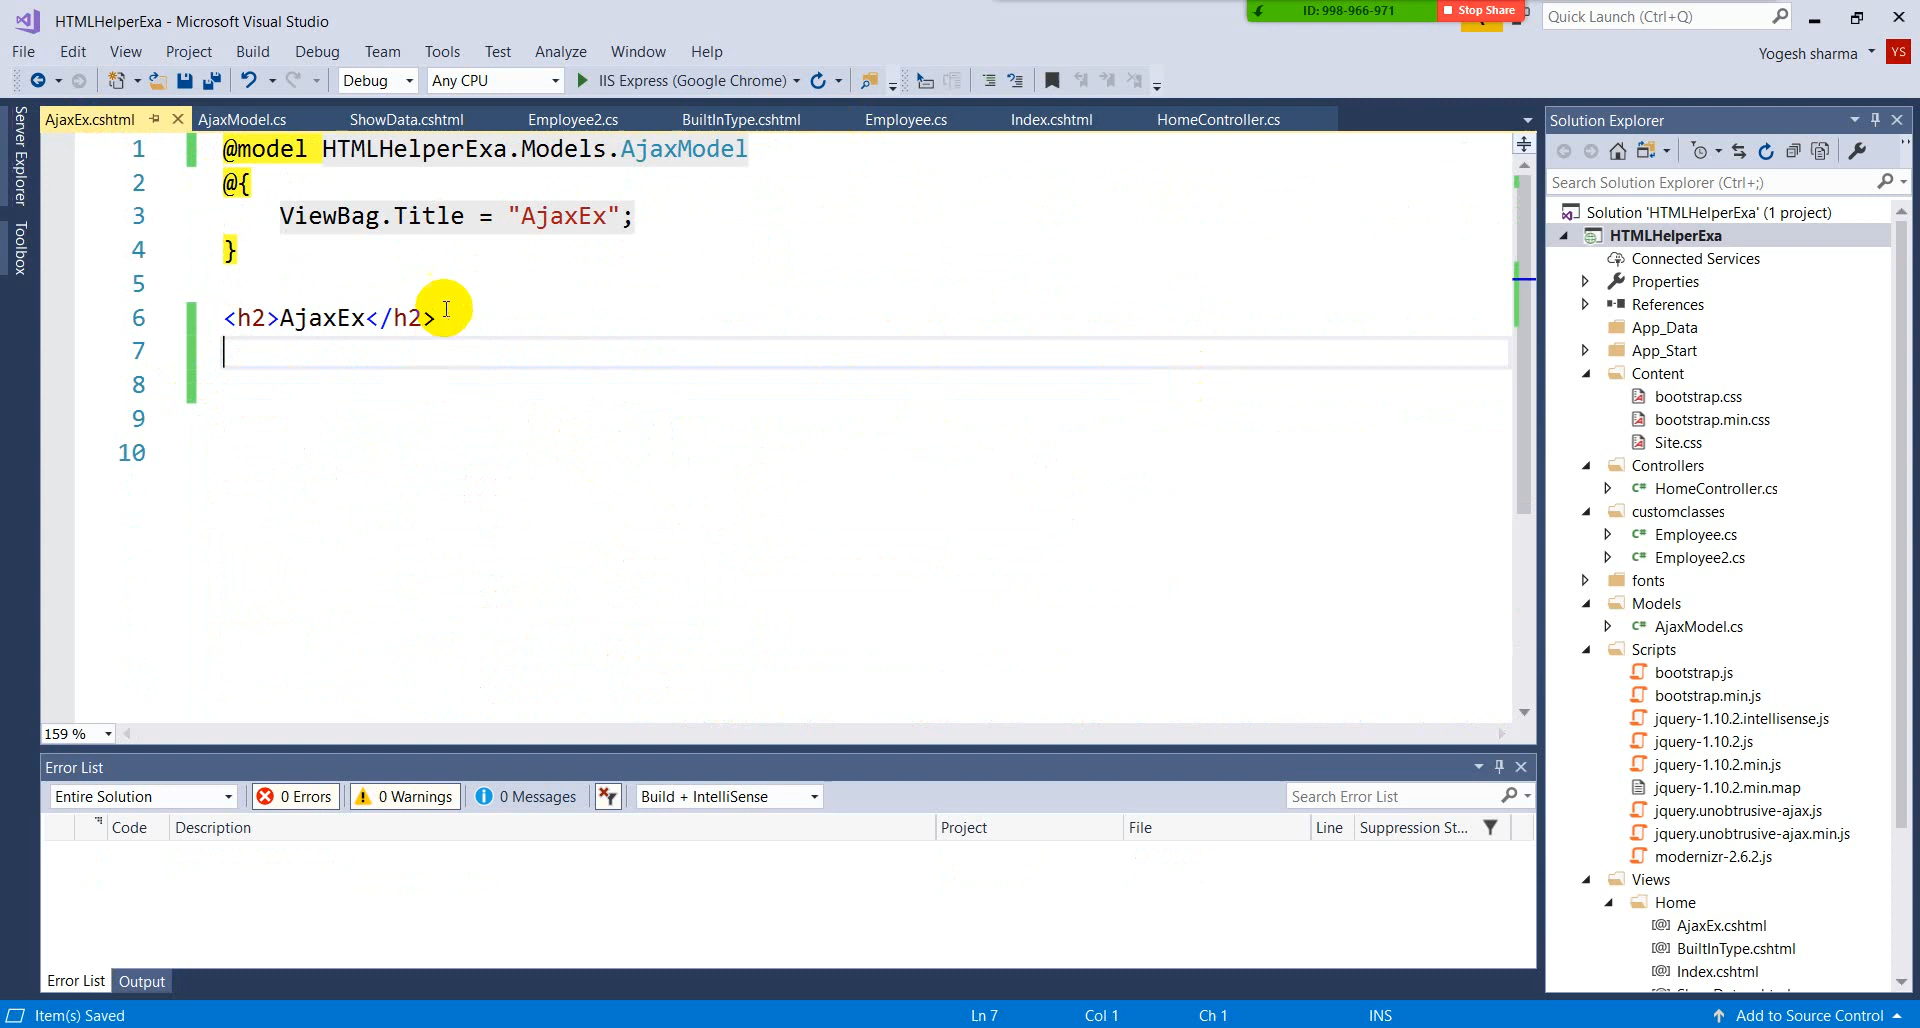 HTMLHelperExa - Microsoft Visual Studio
ID: 998-966-971
Stop Share
Quick Launch (Ctrl+Q)
File Edit View Project Build Debug Team Tools Test Analyze Window Help
Yogesh sharma YS
Debug Any CPU IIS Express (Google Chrome)
Server Explorer
Toolbox
AjaxEx.cshtml AjaxModel.cs ShowData.cshtml Employee2.cs BuiltInType.cshtml Employee.cs Index.cshtml HomeController.cs
1 @model HTMLHelperExa.Models.AjaxModel
2 @{
3 ViewBag.Title = "AjaxEx";
4 }
5
6 <h2>AjaxEx</h2>
7
8
9
10
159 %
Solution Explorer
Search Solution Explorer (Ctrl+;)
Solution 'HTMLHelperExa' (1 project)
HTMLHelperExa
Connected Services
Properties
References
App_Data
App_Start
Content
bootstrap.css
bootstrap.min.css
Site.css
Controllers
C# HomeController.cs
customclasses
C# Employee.cs
C# Employee2.cs
fonts
Models
C# AjaxModel.cs
Scripts
bootstrap.js
bootstrap.min.js
jquery-1.10.2.intellisense.js
jquery-1.10.2.js
jquery-1.10.2.min.js
jquery-1.10.2.min.map
jquery.unobtrusive-ajax.js
jquery.unobtrusive-ajax.min.js
modernizr-2.6.2.js
Views
Home
[@] AjaxEx.cshtml
[@] BuiltInType.cshtml
[@] Index.cshtml
Error List
Entire Solution 0 Errors 0 Warnings 0 Messages Build + IntelliSense Search Error List
Code Description Project File Line Suppression St...
Error List Output
Item(s) Saved Ln 7 Col 1 Ch 1 INS Add to Source Control